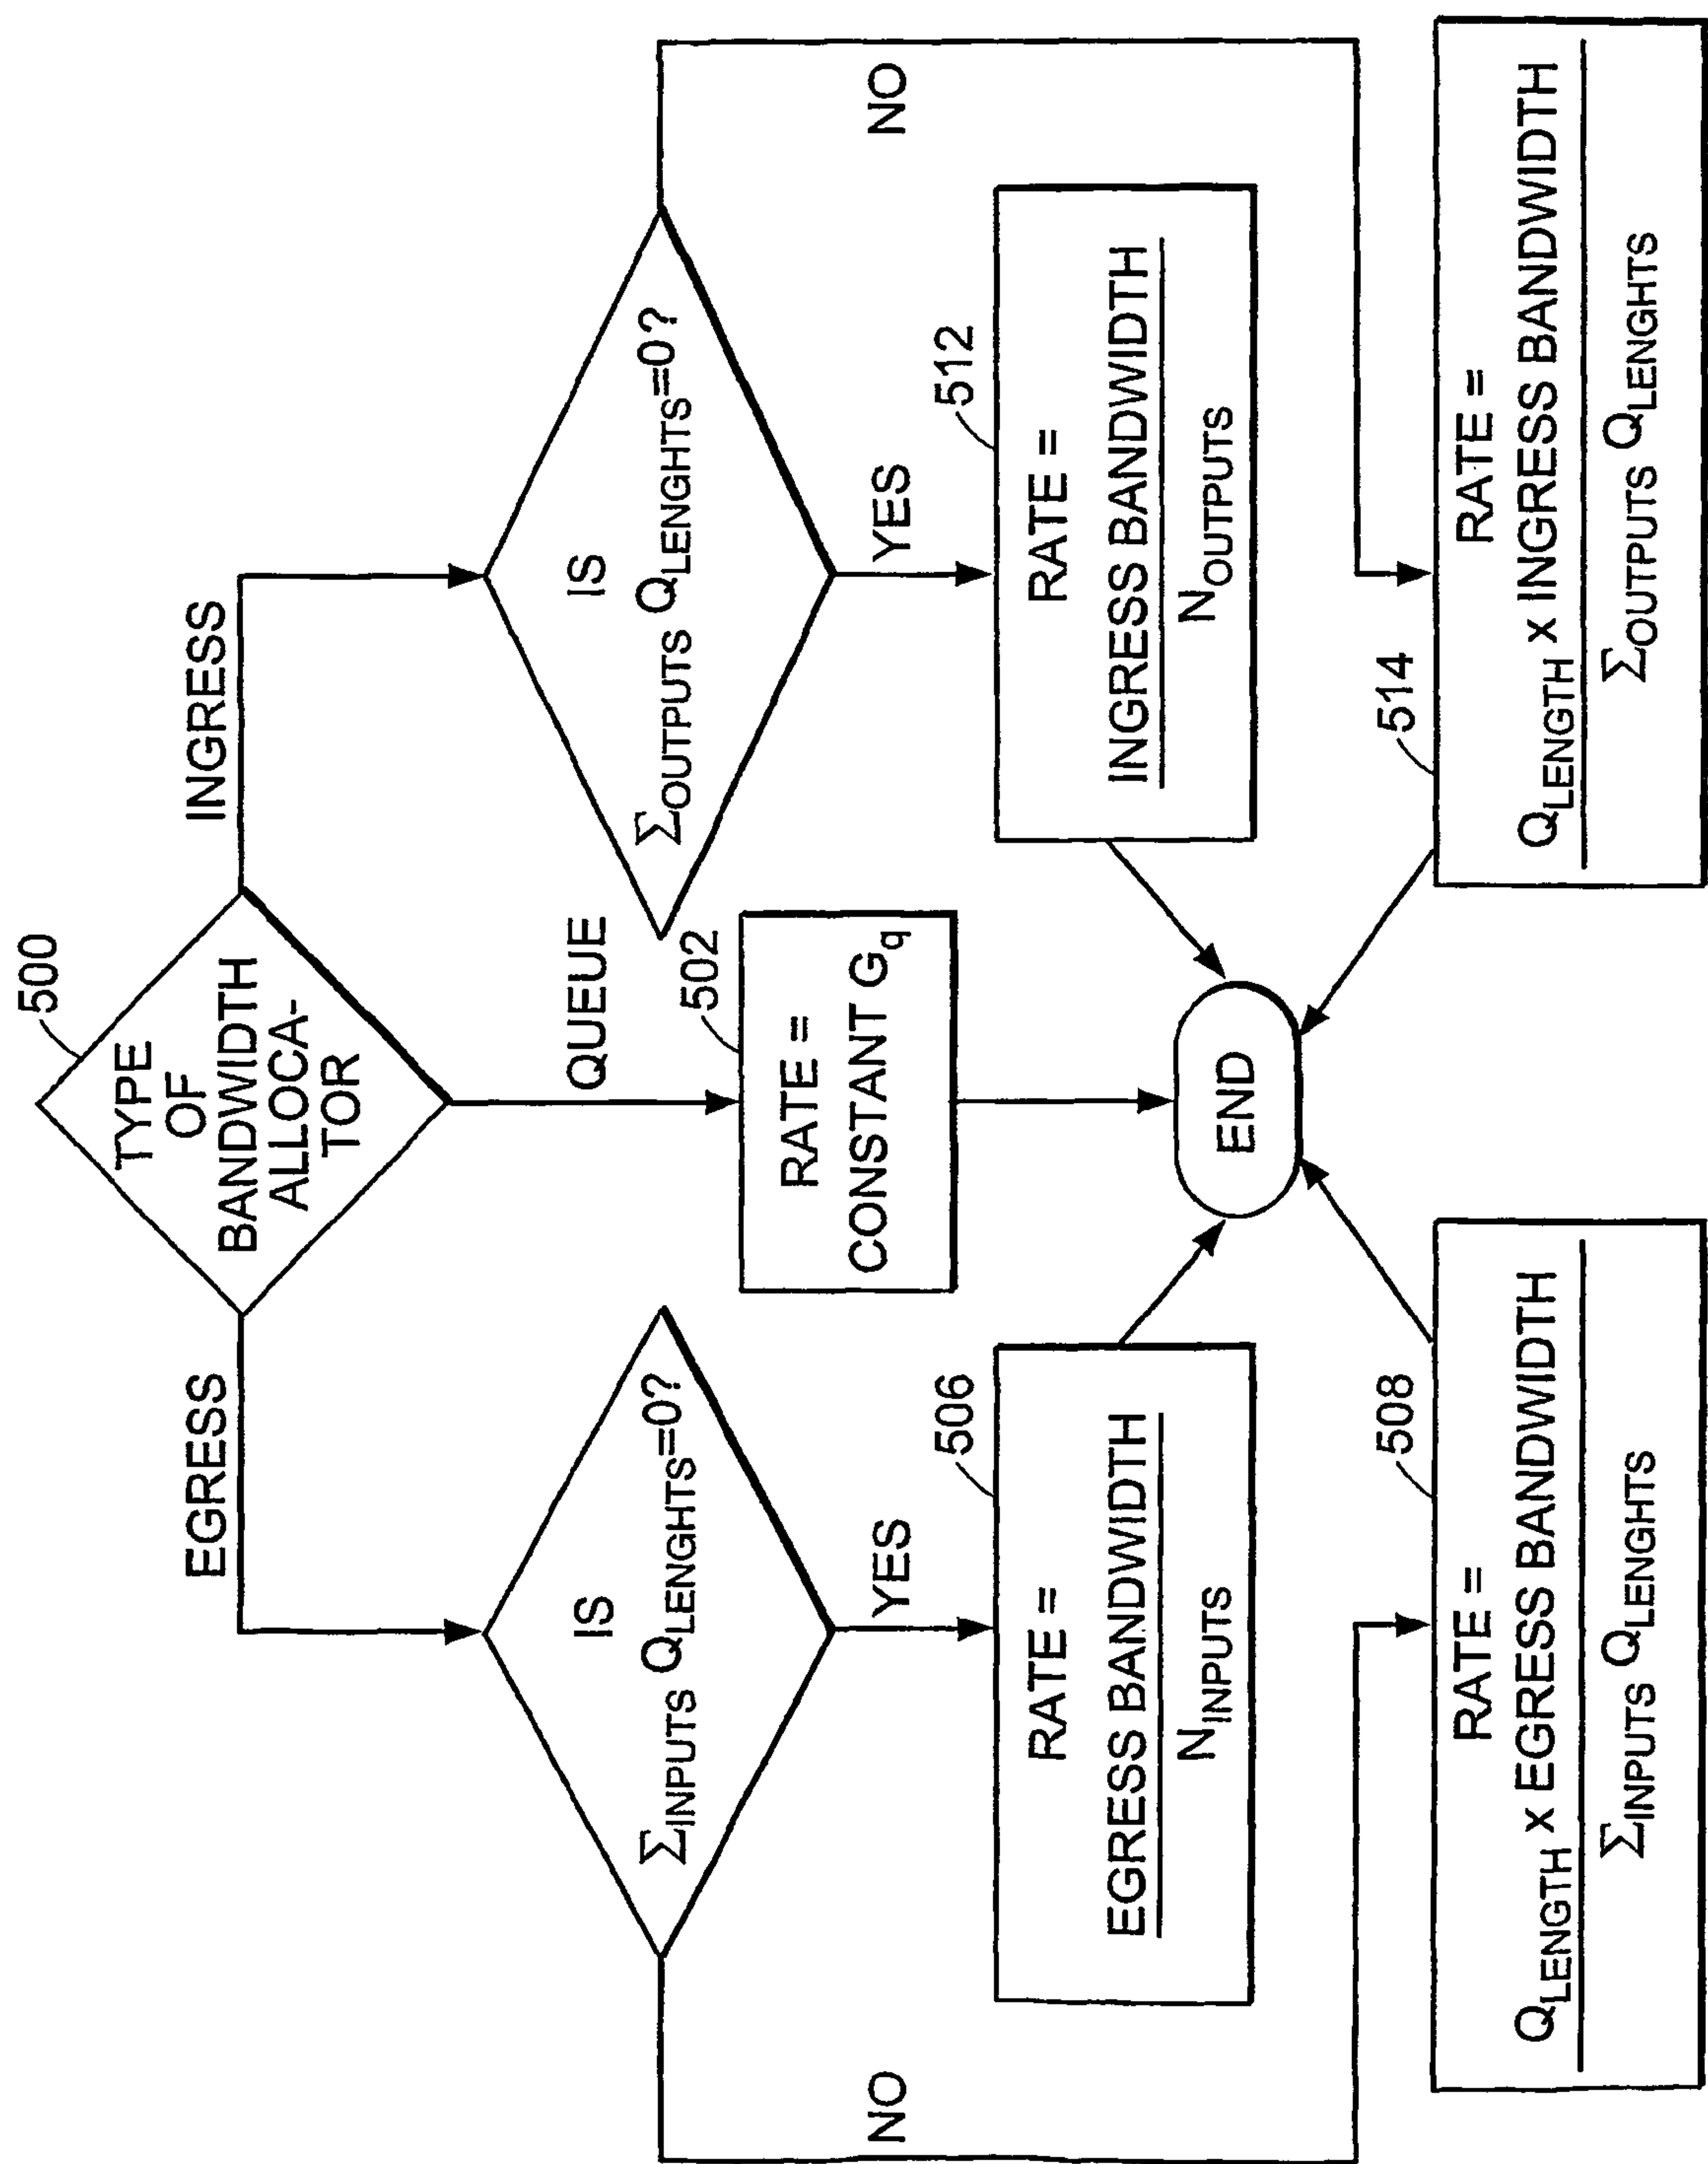 500
TYPE
OF
BANDWIDTH
ALLOCA-
TOR
EGRESS
INGRESS
QUEUE
IS
ΣINPUTS QLENGHTS=0?
502
RATE =
CONSTANT Gq
IS
ΣOUTPUTS QLENGHTS=0?
NO
YES
YES
NO
506
RATE =
EGRESS BANDWIDTH
NINPUTS
END
512
RATE =
INGRESS BANDWIDTH
NOUTPUTS
508
RATE =
QLENGTH x EGRESS BANDWIDTH
ΣINPUTS QLENGHTS
514
RATE =
QLENGTH x INGRESS BANDWIDTH
ΣOUTPUTS QLENGHTS